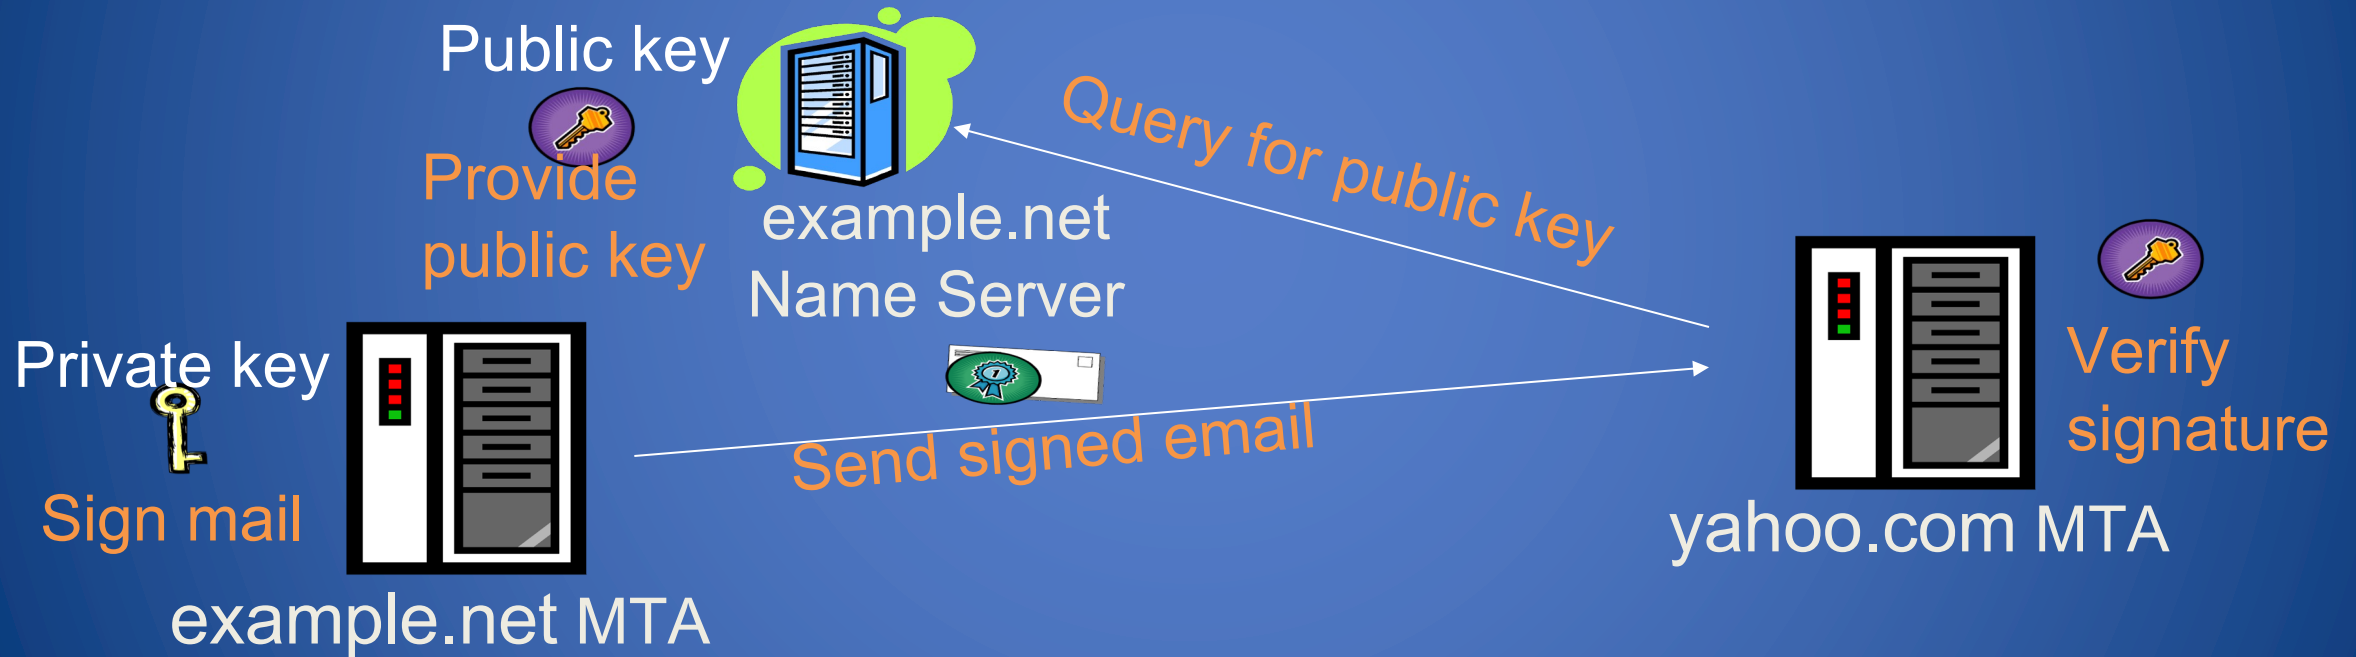 Public key
Provide
public key
example.net
Name Server
Query for public key
Private key
Sign mail
example.net MTA
1
Send signed email
Verify
signature
yahoo.com MTA